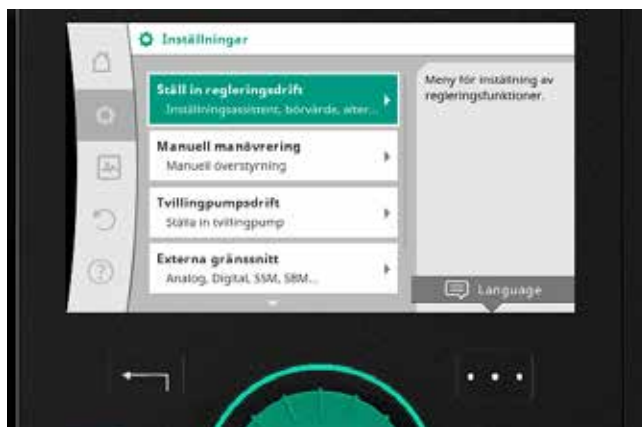 Inställningar
Ställ in regleringsdrift
Inställningsassistent, börvärde, alter...
Manuell manövrering
Manuell överstyrning
Tvillingpumpsdrift
Ställa in tvillingpump
Externa gränssnitt
Analog, Digital, SSM, SBM...
Meny för inställning av
regleringsfunktioner.
Language